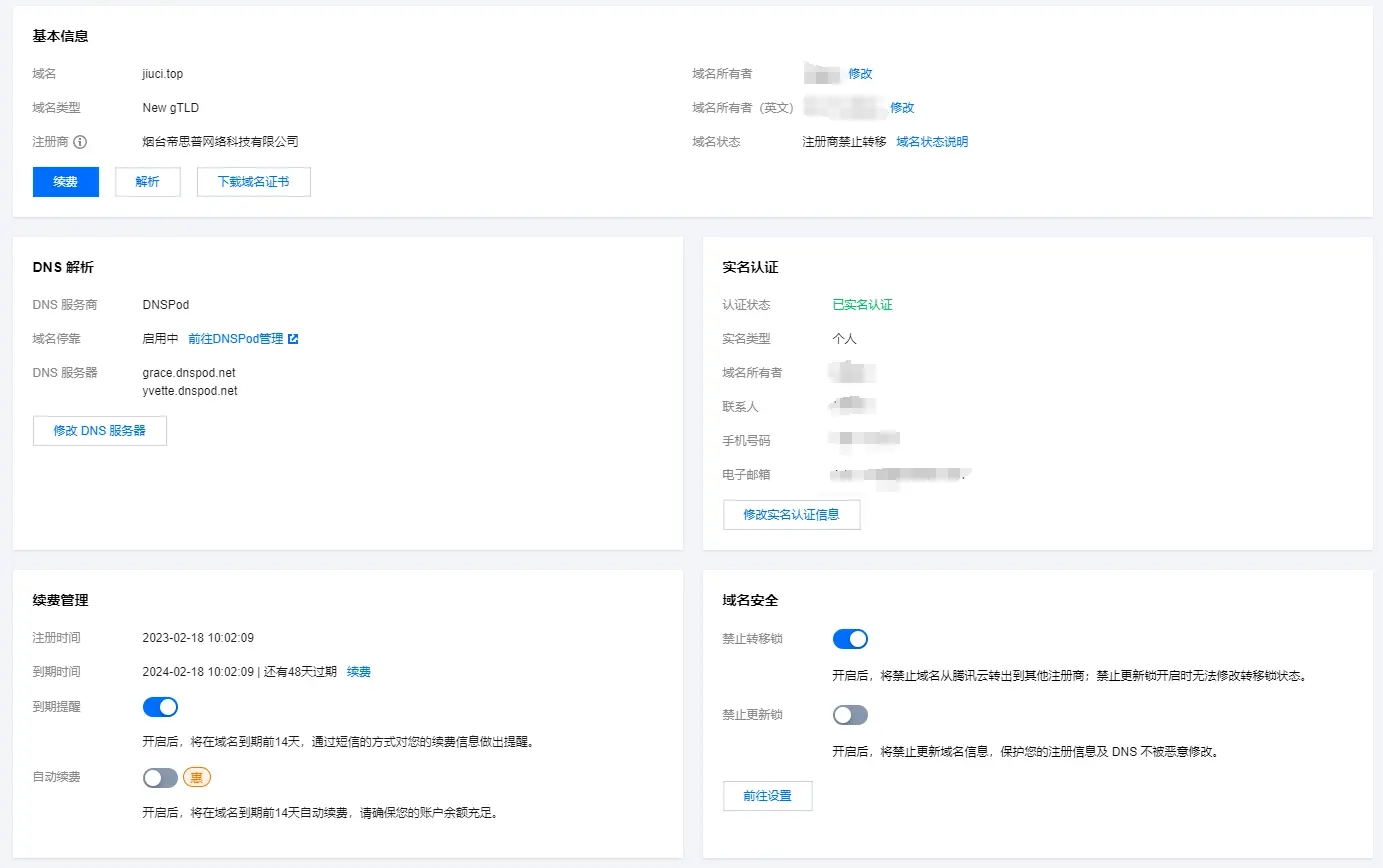 基本信息
域名 jiuci.top
域名所有者 修改
域名类型 New gTLD
域名所有者（英文） 修改
注册商 烟台帝思普网络科技有限公司
域名状态 注册商禁止转移 域名状态说明
续费 解析 下载域名证书
DNS 解析
DNS 服务商 DNSPod
域名停靠 启用中 前往DNSPod管理
DNS 服务器 grace.dnspod.net
yvette.dnspod.net
修改 DNS 服务器
实名认证
认证状态 已实名认证
实名类型 个人
域名所有者
联系人
手机号码
电子邮箱
修改实名认证信息
续费管理
注册时间 2023-02-18 10:02:09
到期时间 2024-02-18 10:02:09 | 还有48天过期 续费
到期提醒
开启后，将在域名到期前14天，通过短信的方式对您的续费信息做出提醒。
自动续费 惠
开启后，将在域名到期前14天自动续费，请确保您的账户余额充足。
域名安全
禁止转移锁
开启后，将禁止域名从腾讯云转出到其他注册商；禁止更新锁开启时无法修改转移锁状态。
禁止更新锁
开启后，将禁止更新域名信息，保护您的注册信息及 DNS 不被恶意修改。
前往设置